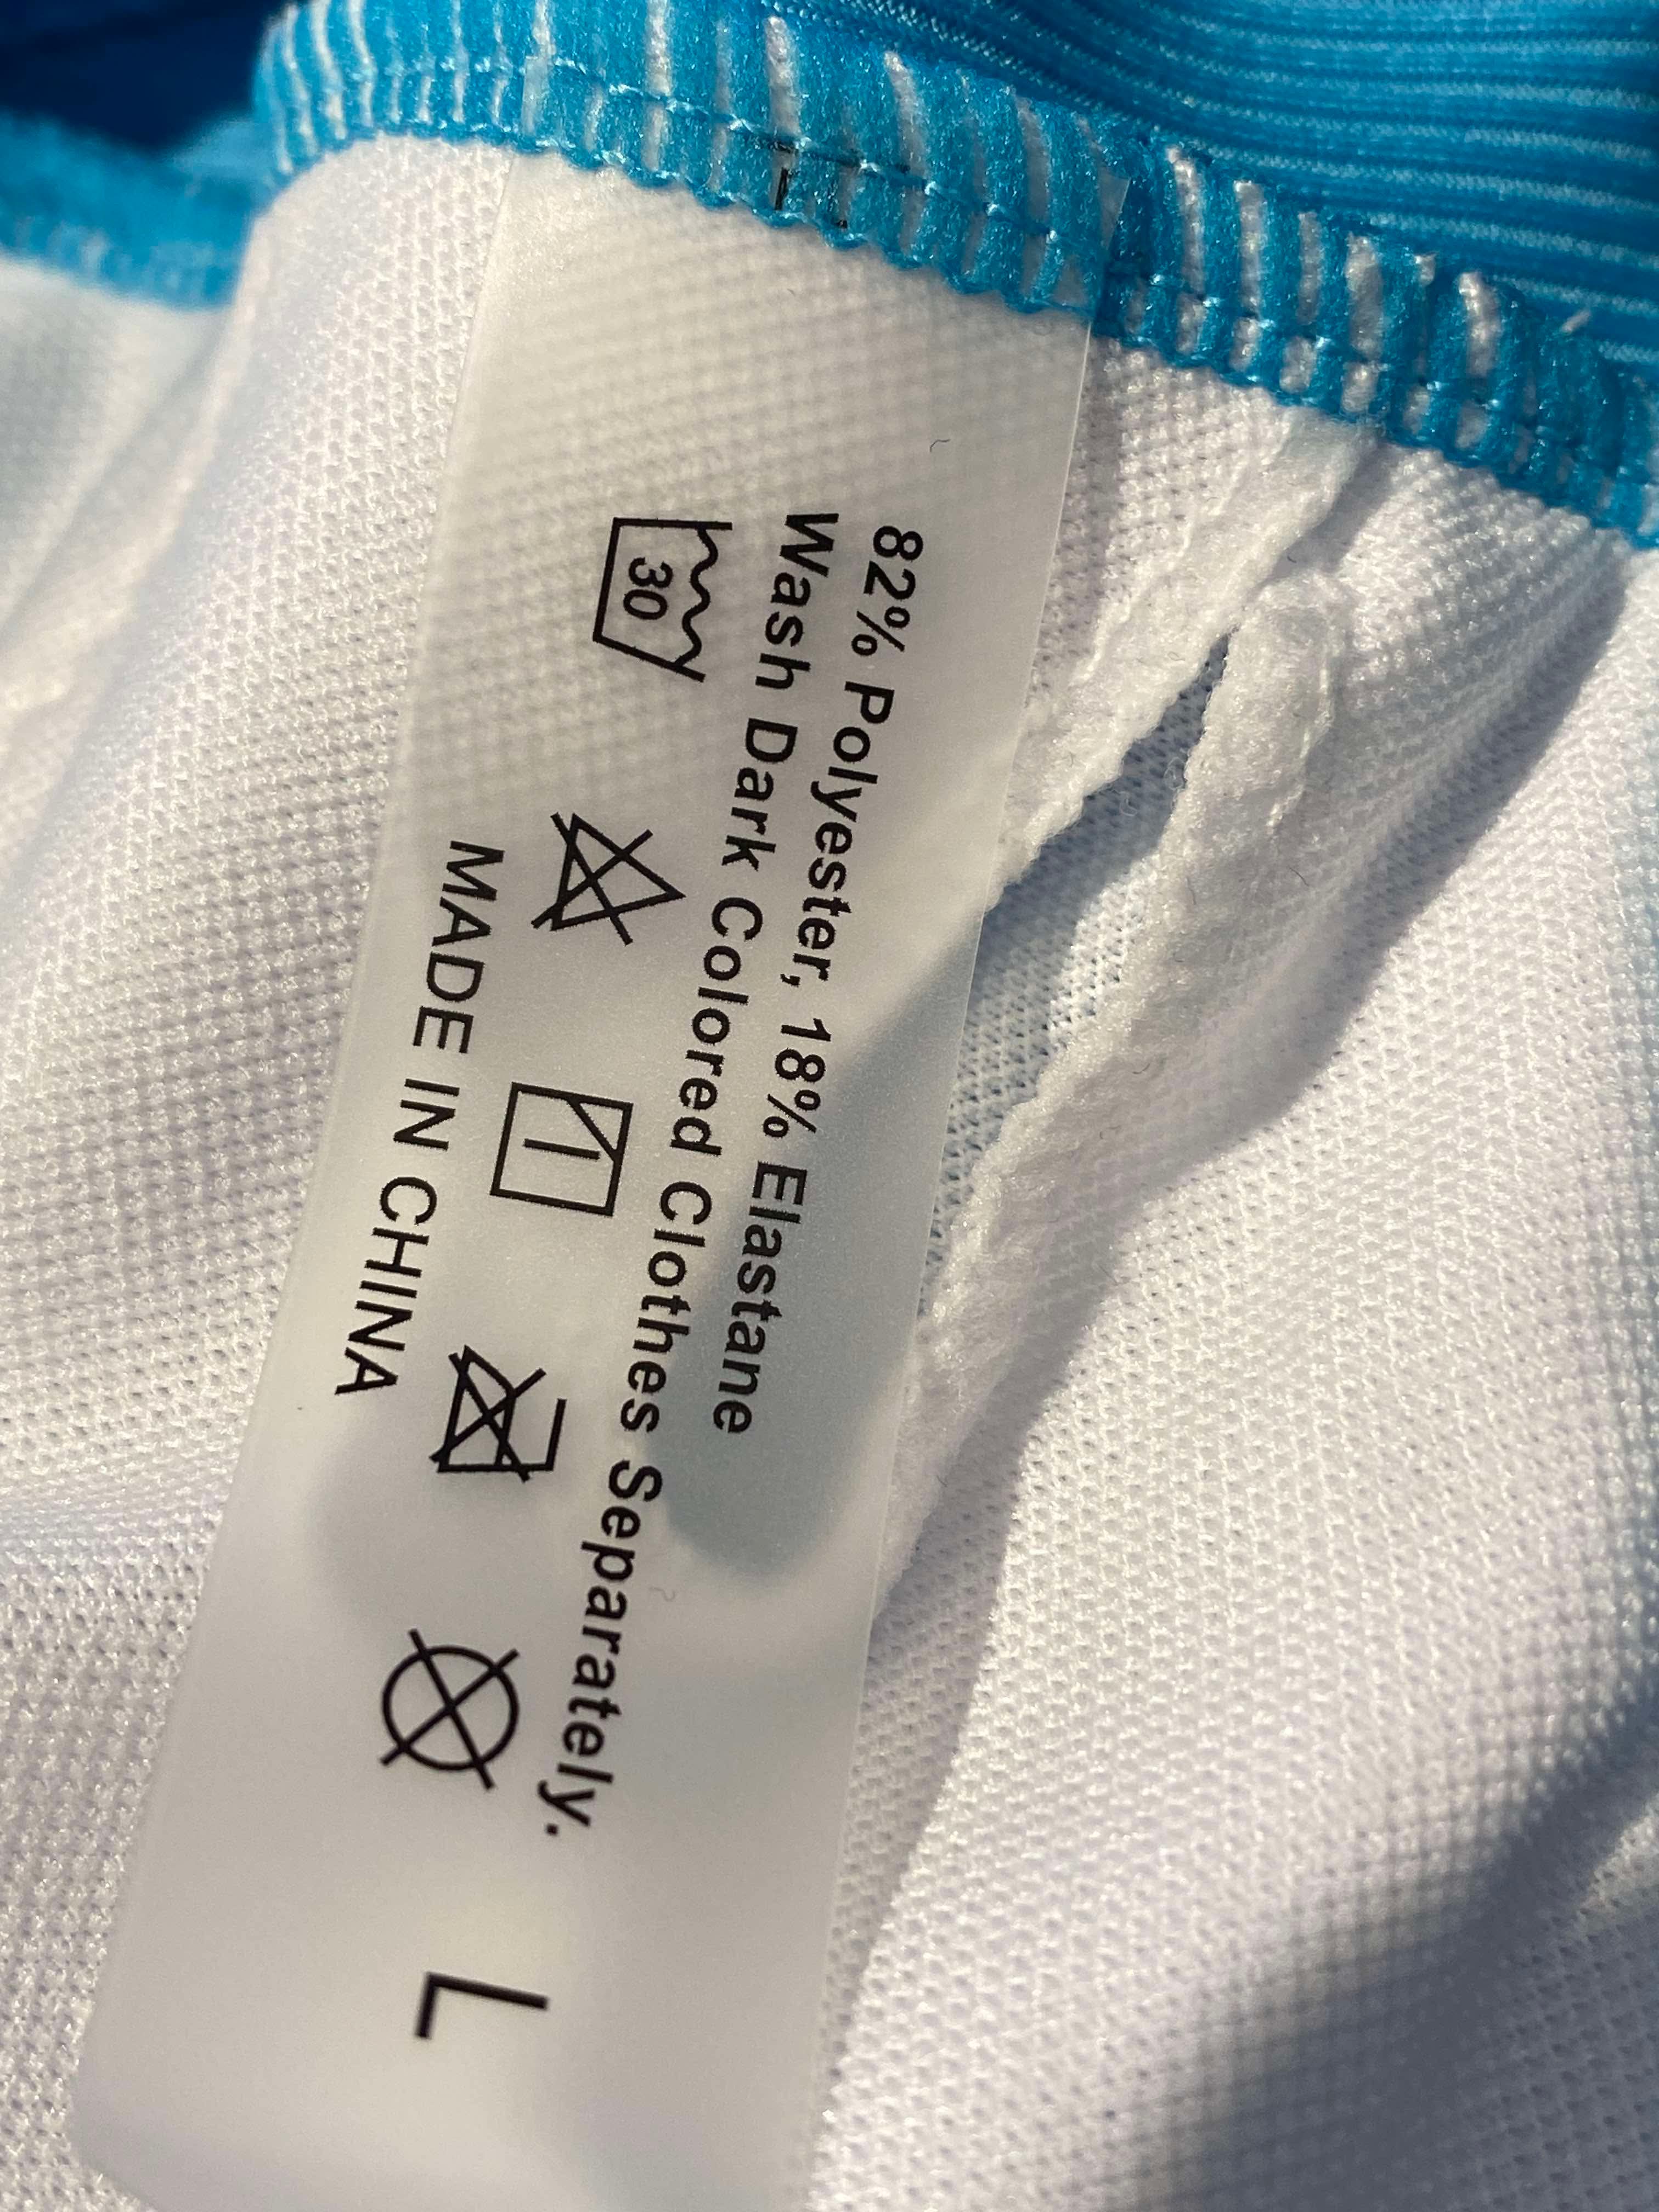 82% Polyester, 18% Elastane
Wash Dark Colored Clothes Separately.
30
MADE IN CHINA
L